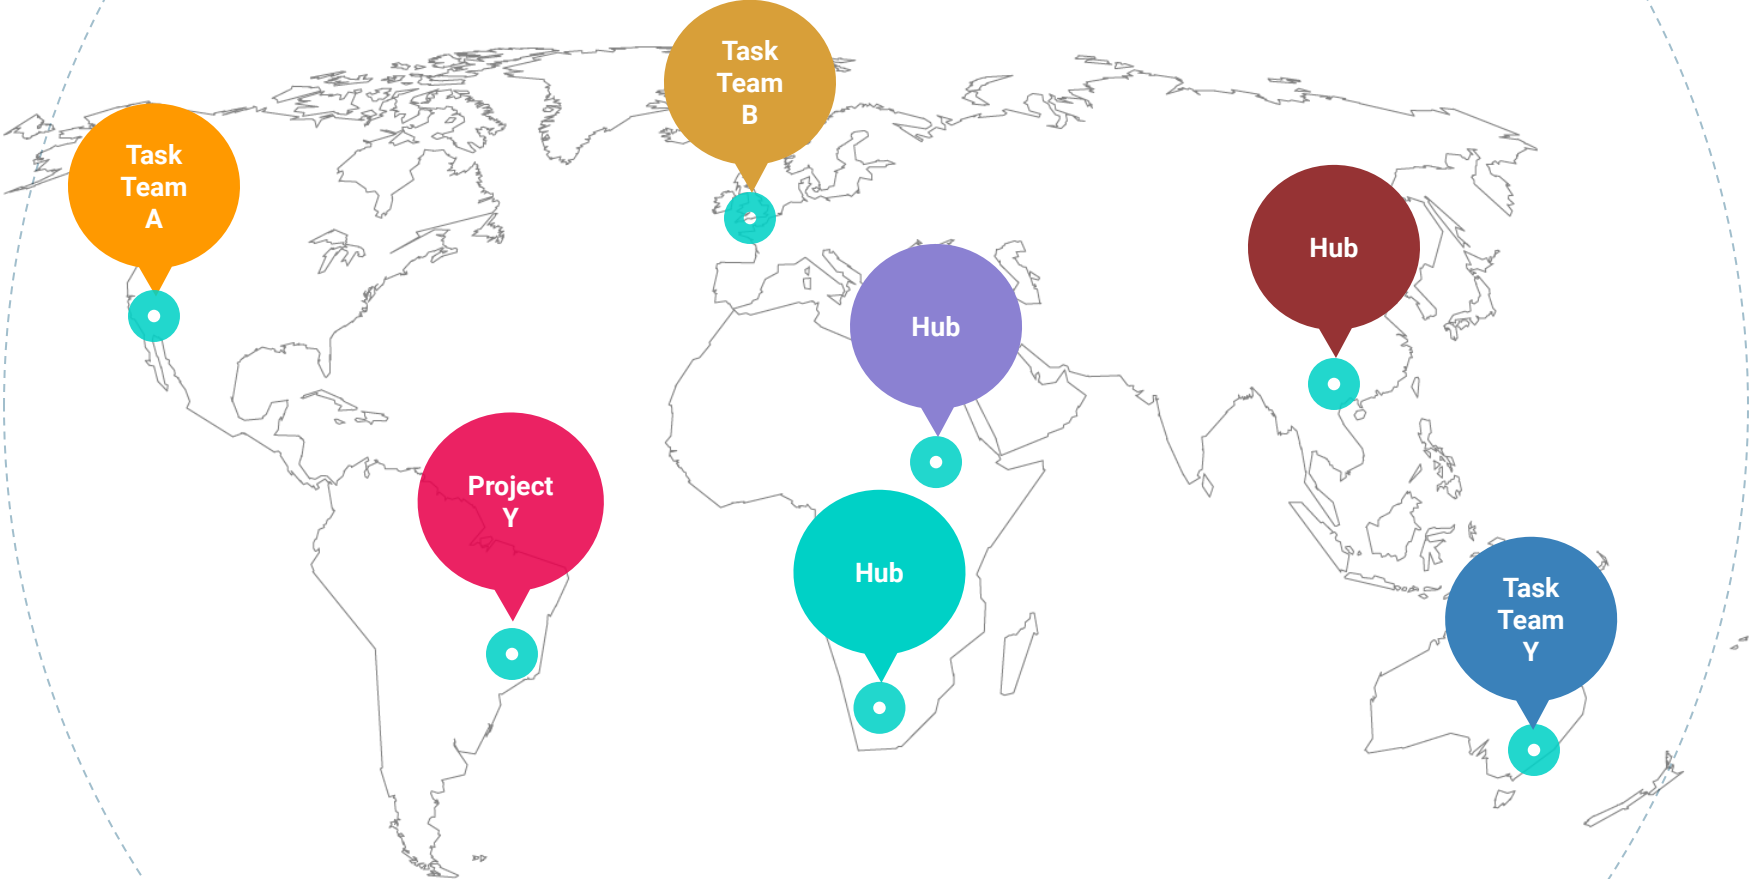 Task
Team
B
Task
Team
A
Hub
Hub
Project
Y
Hub
Task
Team
Y